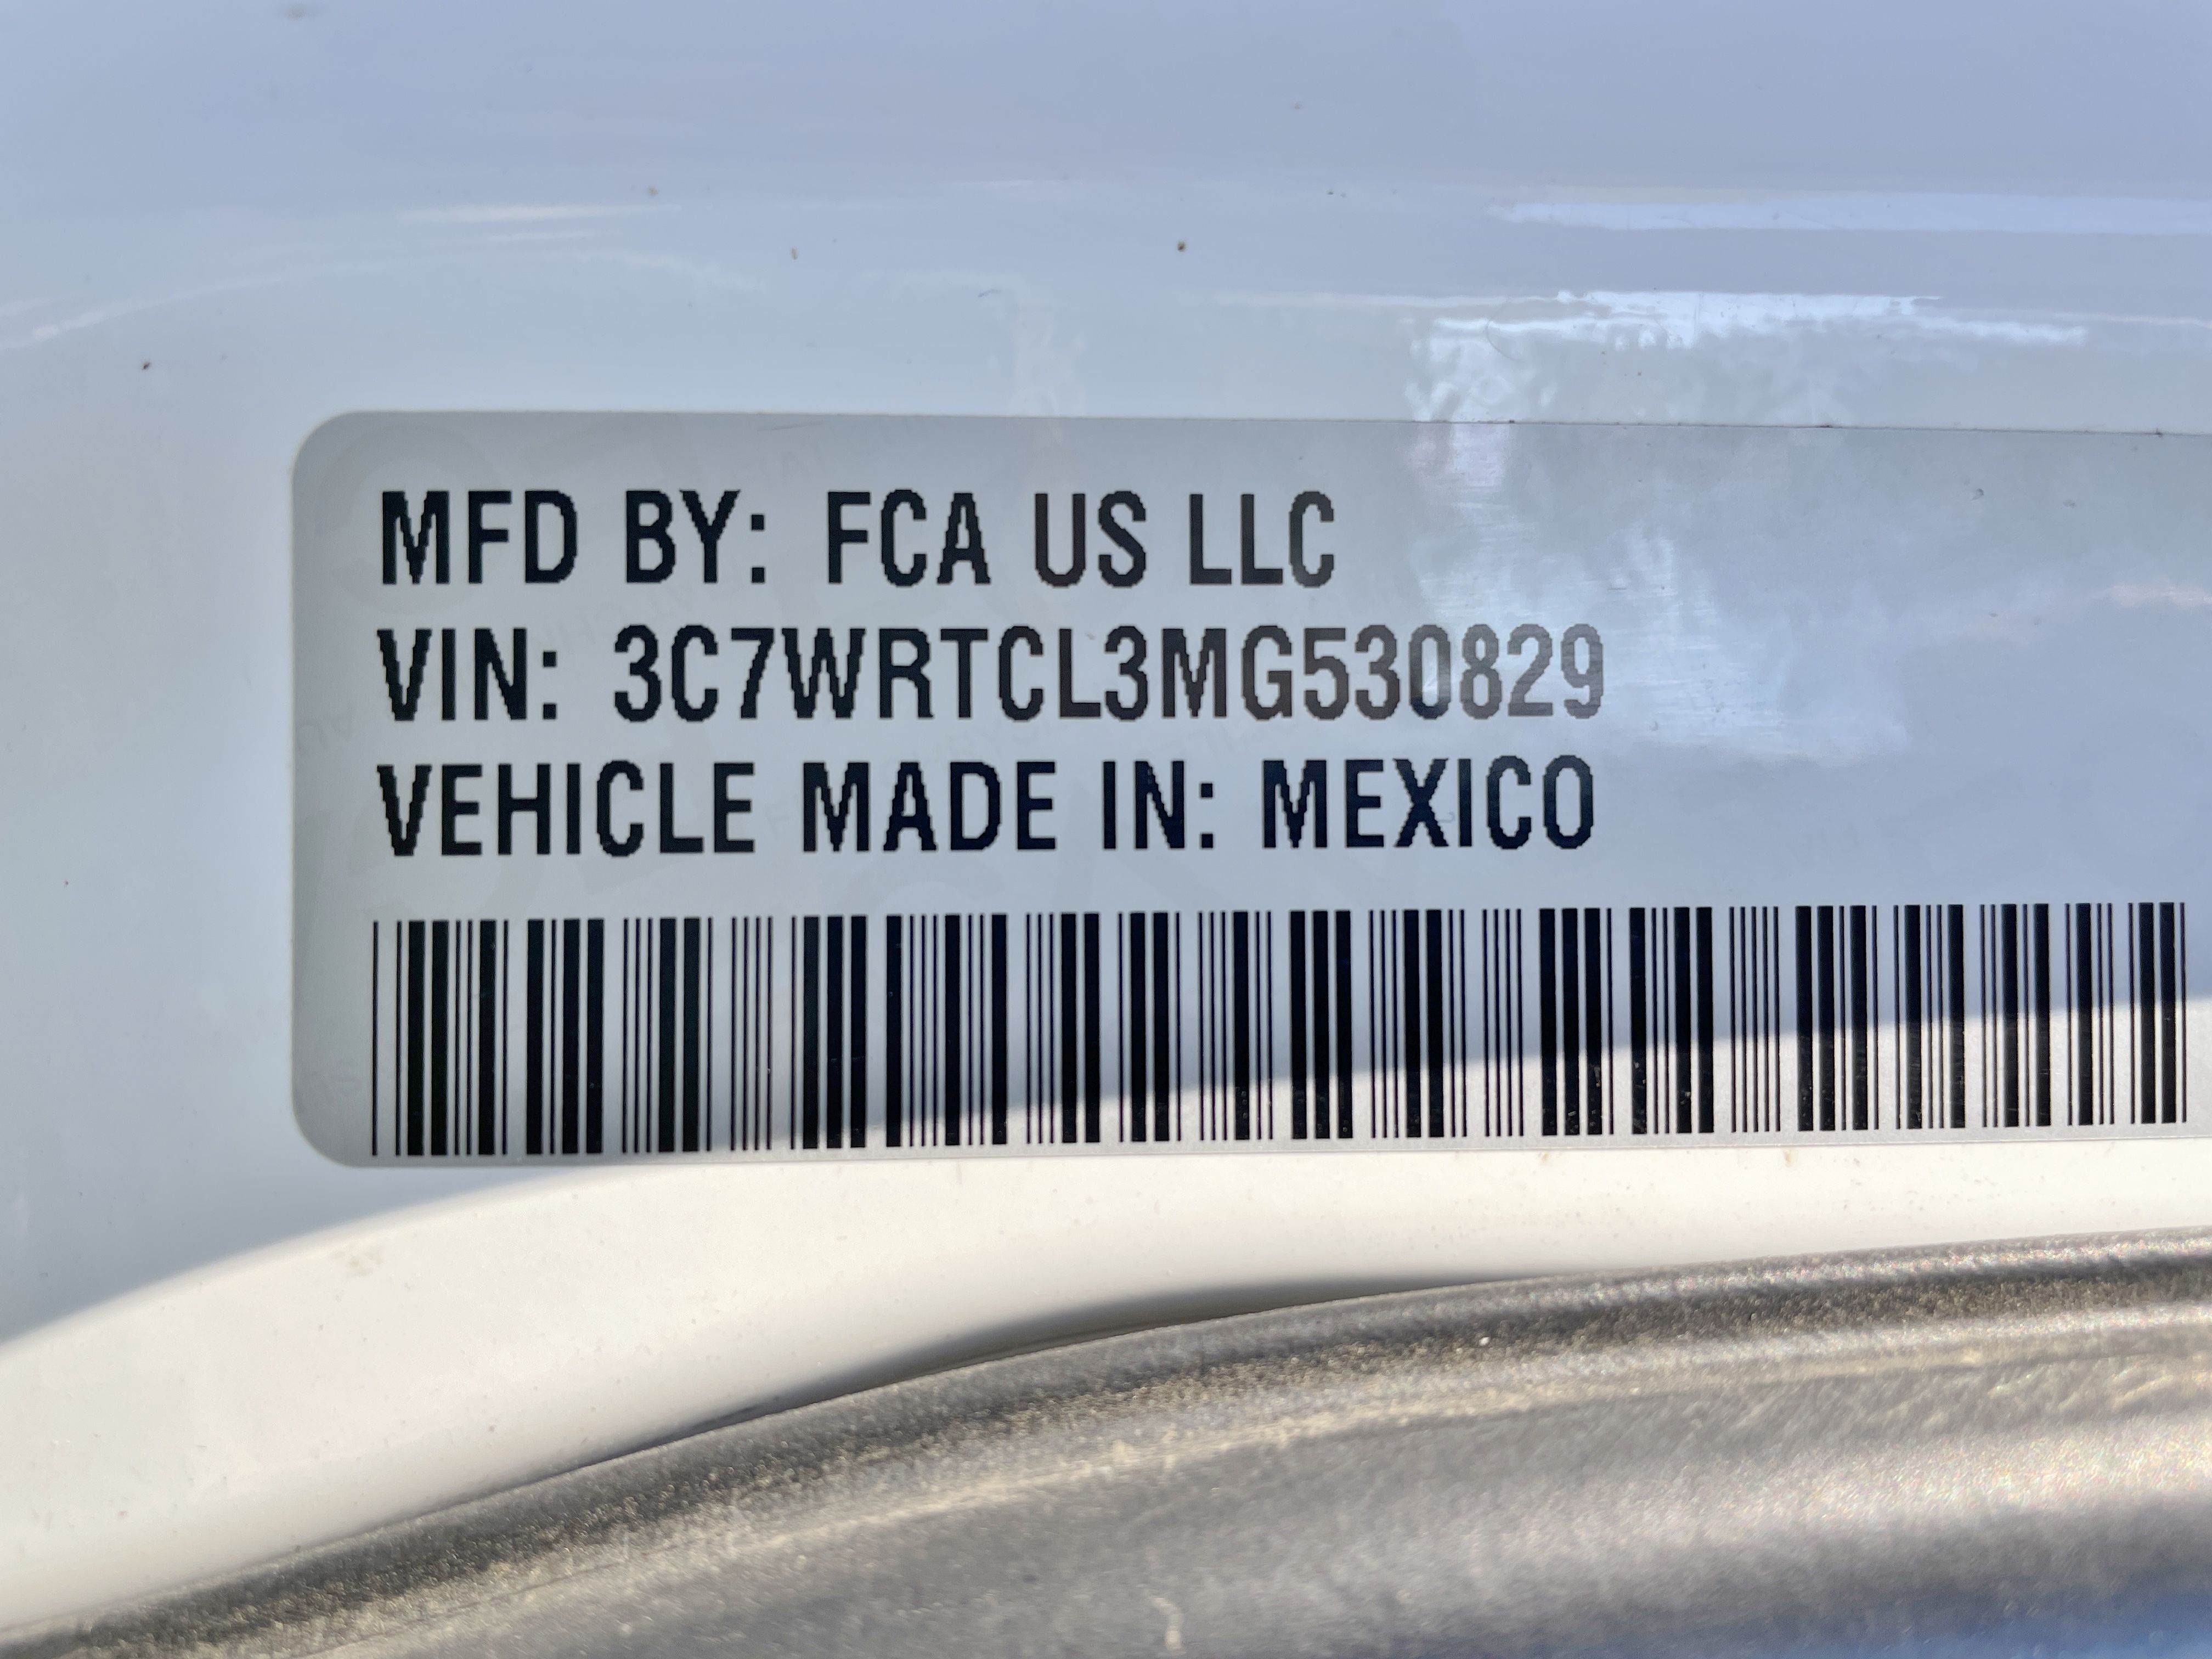 MFD BY: FCA US LLC
VIN: 3C7WRTCL3MG530829
VEHICLE MADE IN: MEXICO